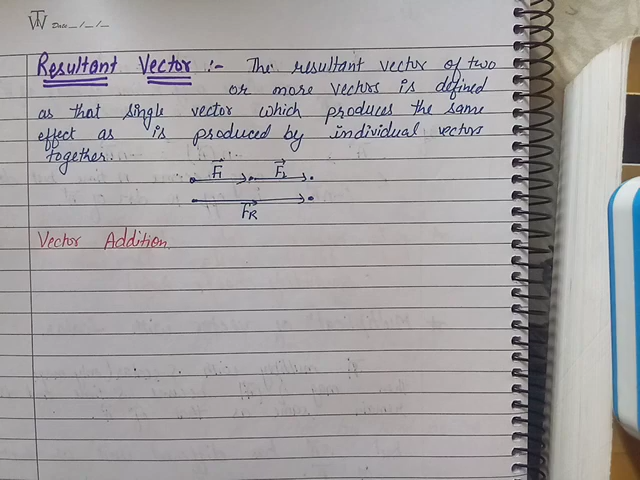 TW Date _/_/_
Resultant Vector :- The resultant vector of two
or more vectors is defined
as that single vector which produces the same
effect as is produced by individual vectors
together.
F₁ F₂
F_R
Vector Addition